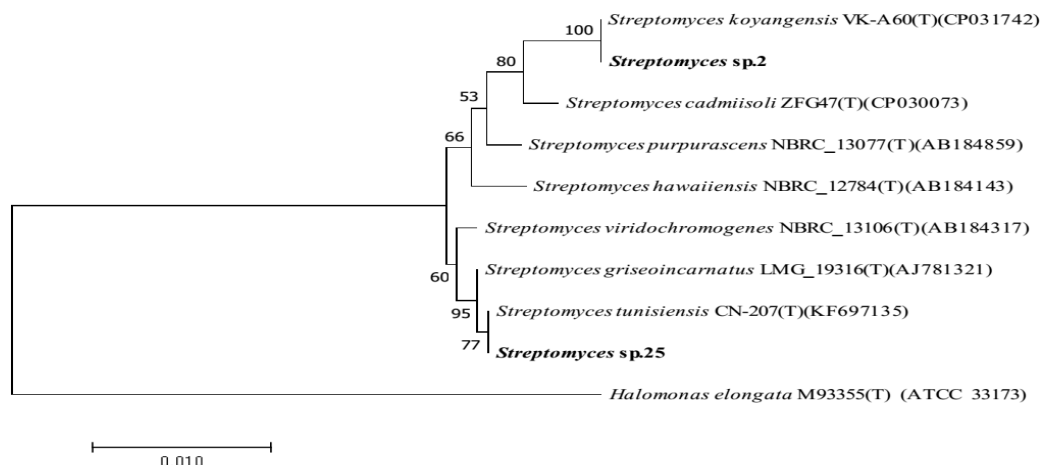 Streptomyces koyangensis VK-A60(T)(CP031742)
100
Streptomyces sp.2
80
Streptomyces cadmiisoli ZFG47(T)(CP030073)
53
Streptomyces purpurascens NBRC_13077(T)(AB184859)
66
Streptomyces hawaiiensis NBRC_12784(T)(AB184143)
Streptomyces viridochromogenes NBRC_13106(T)(AB184317)
60
Streptomyces griseoincarnatus LMG_19316(T)(AJ781321)
95
Streptomyces tunisiensis CN-207(T)(KF697135)
77
Streptomyces sp.25
Halomonas elongata M93355(T) (ATCC 33173)
0.010